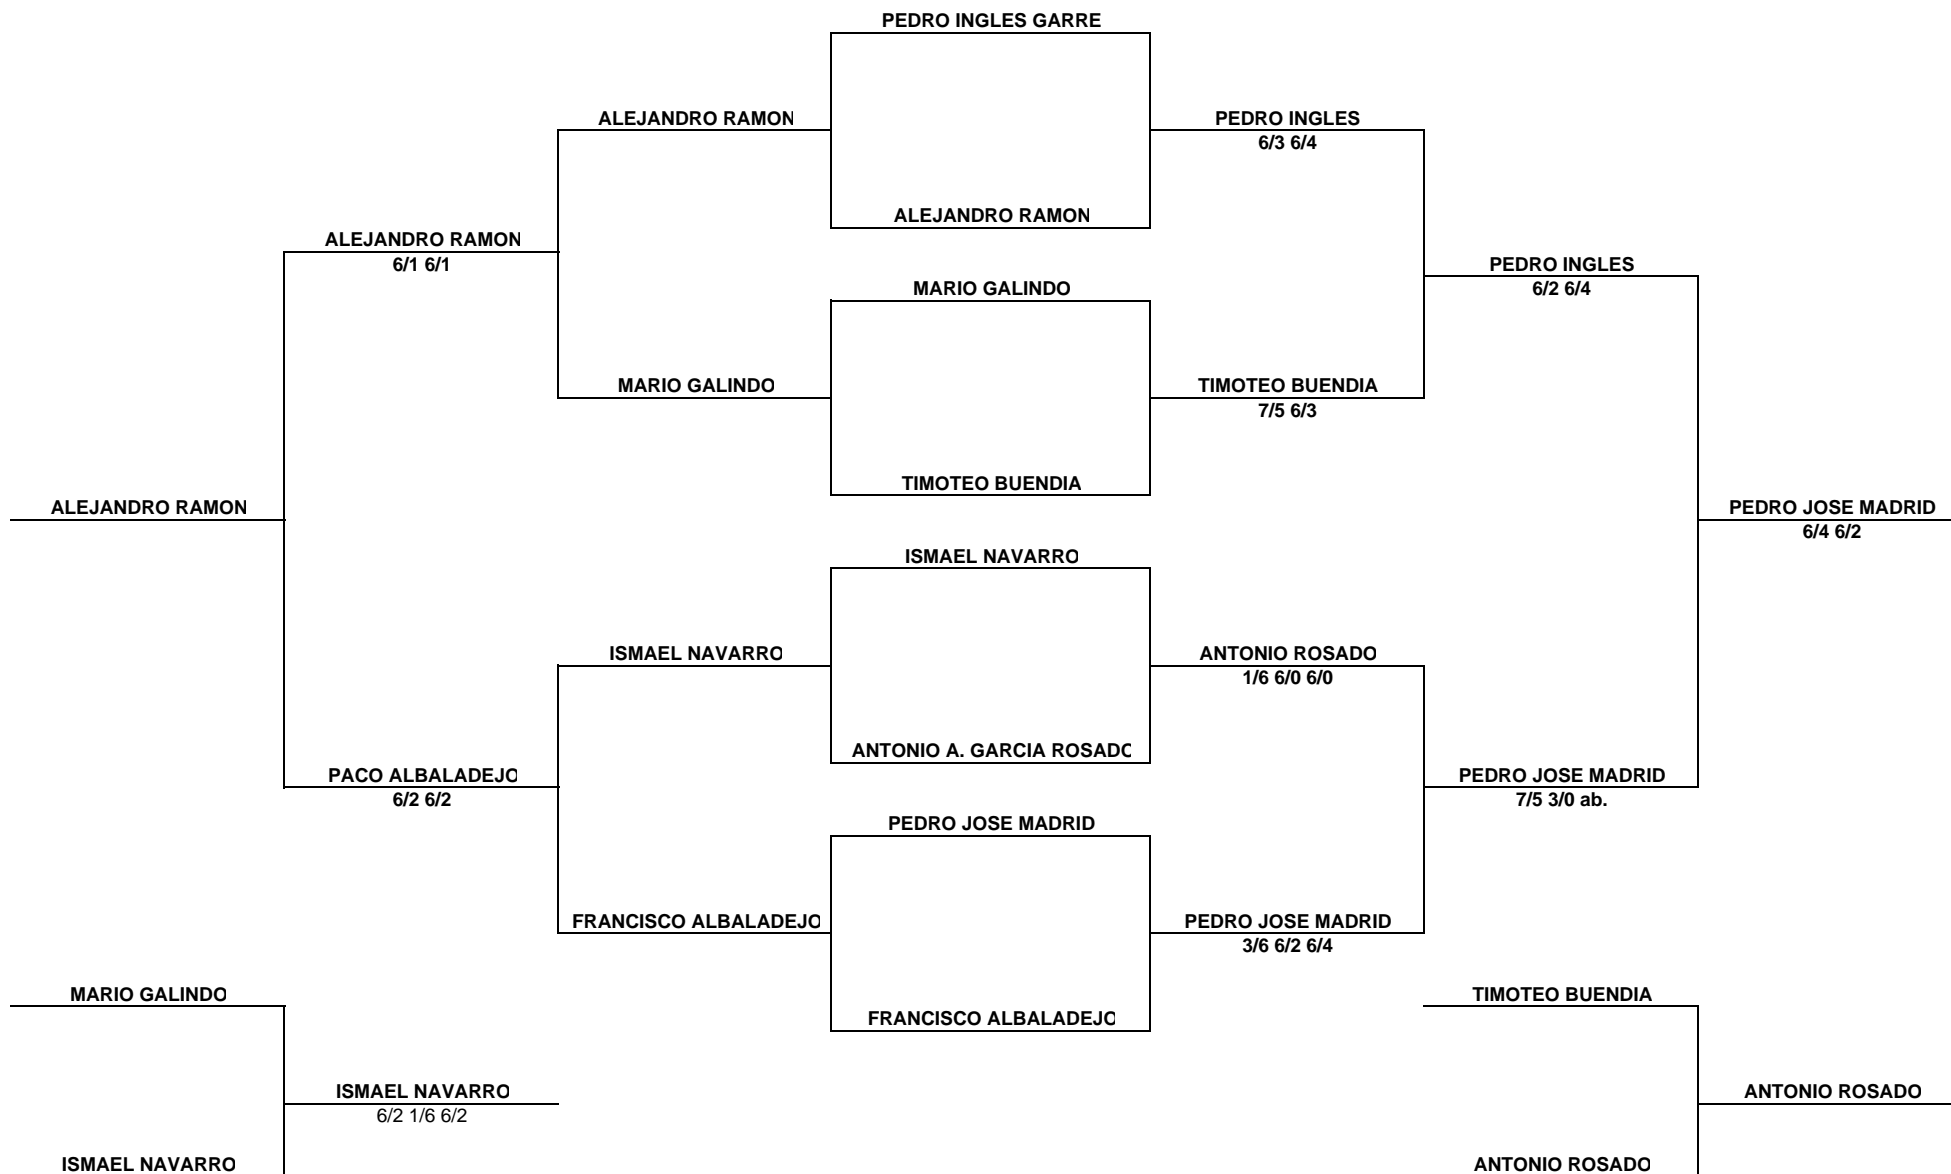 PEDRO INGLES GARRE
ALEJANDRO RAMON
PEDRO INGLES
6/3 6/4
ALEJANDRO RAMON
ALEJANDRO RAMON
6/1 6/1
PEDRO INGLES
6/2 6/4
MARIO GALINDO
MARIO GALINDO
TIMOTEO BUENDIA
7/5 6/3
TIMOTEO BUENDIA
ALEJANDRO RAMON
PEDRO JOSE MADRID
6/4 6/2
ISMAEL NAVARRO
ISMAEL NAVARRO
ANTONIO ROSADO
1/6 6/0 6/0
ANTONIO A. GARCIA ROSADO
PACO ALBALADEJO
6/2 6/2
PEDRO JOSE MADRID
7/5 3/0 ab.
PEDRO JOSE MADRID
FRANCISCO ALBALADEJO
PEDRO JOSE MADRID
3/6 6/2 6/4
MARIO GALINDO
TIMOTEO BUENDIA
FRANCISCO ALBALADEJO
ISMAEL NAVARRO
6/2 1/6 6/2
ANTONIO ROSADO
ISMAEL NAVARRO
ANTONIO ROSADO